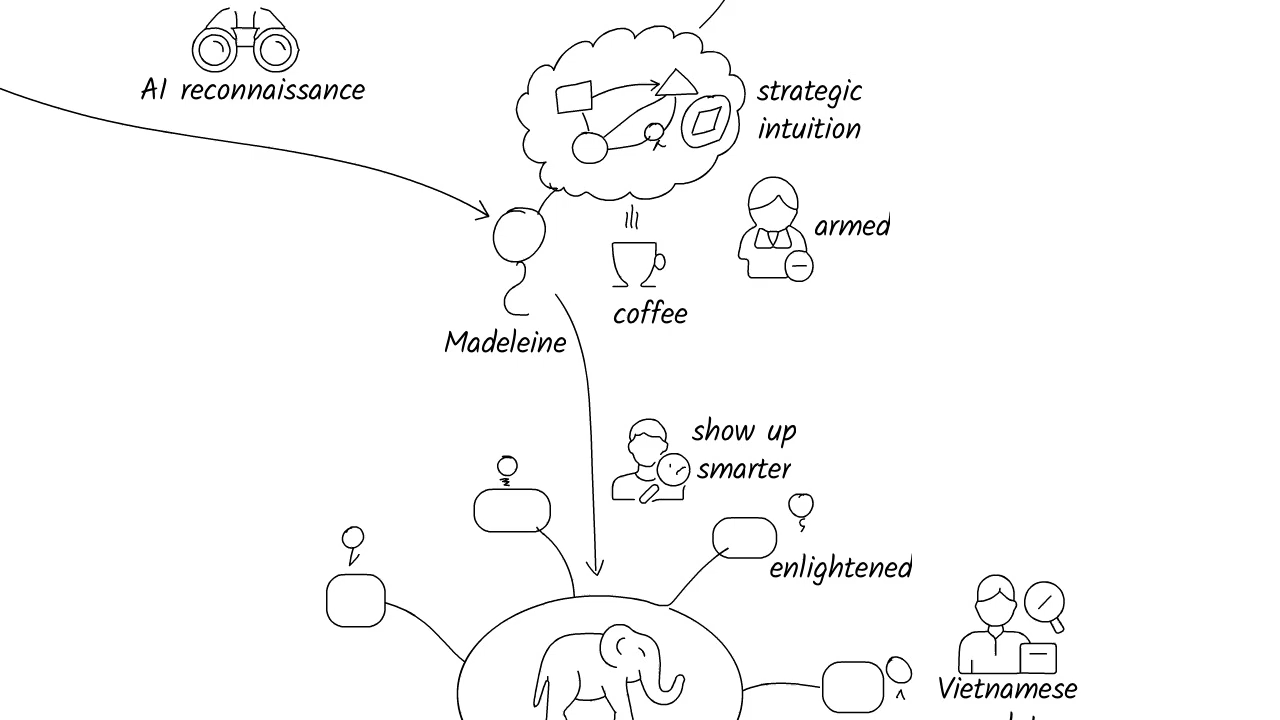 AI reconnaissance
strategic
intuition
armed
coffee
Madeleine
show up
smarter
enlightened
Vietnamese